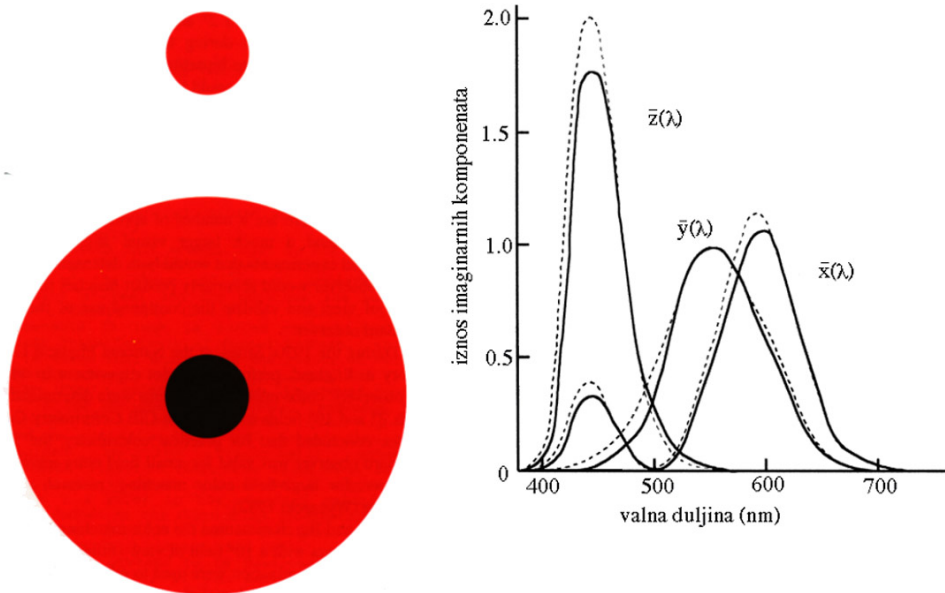 2.0
1.5
1.0
0.5
0
z̄(λ)
ȳ(λ)
x̄(λ)
iznos imaginarnih komponenata
400 500 600 700
valna duljina (nm)